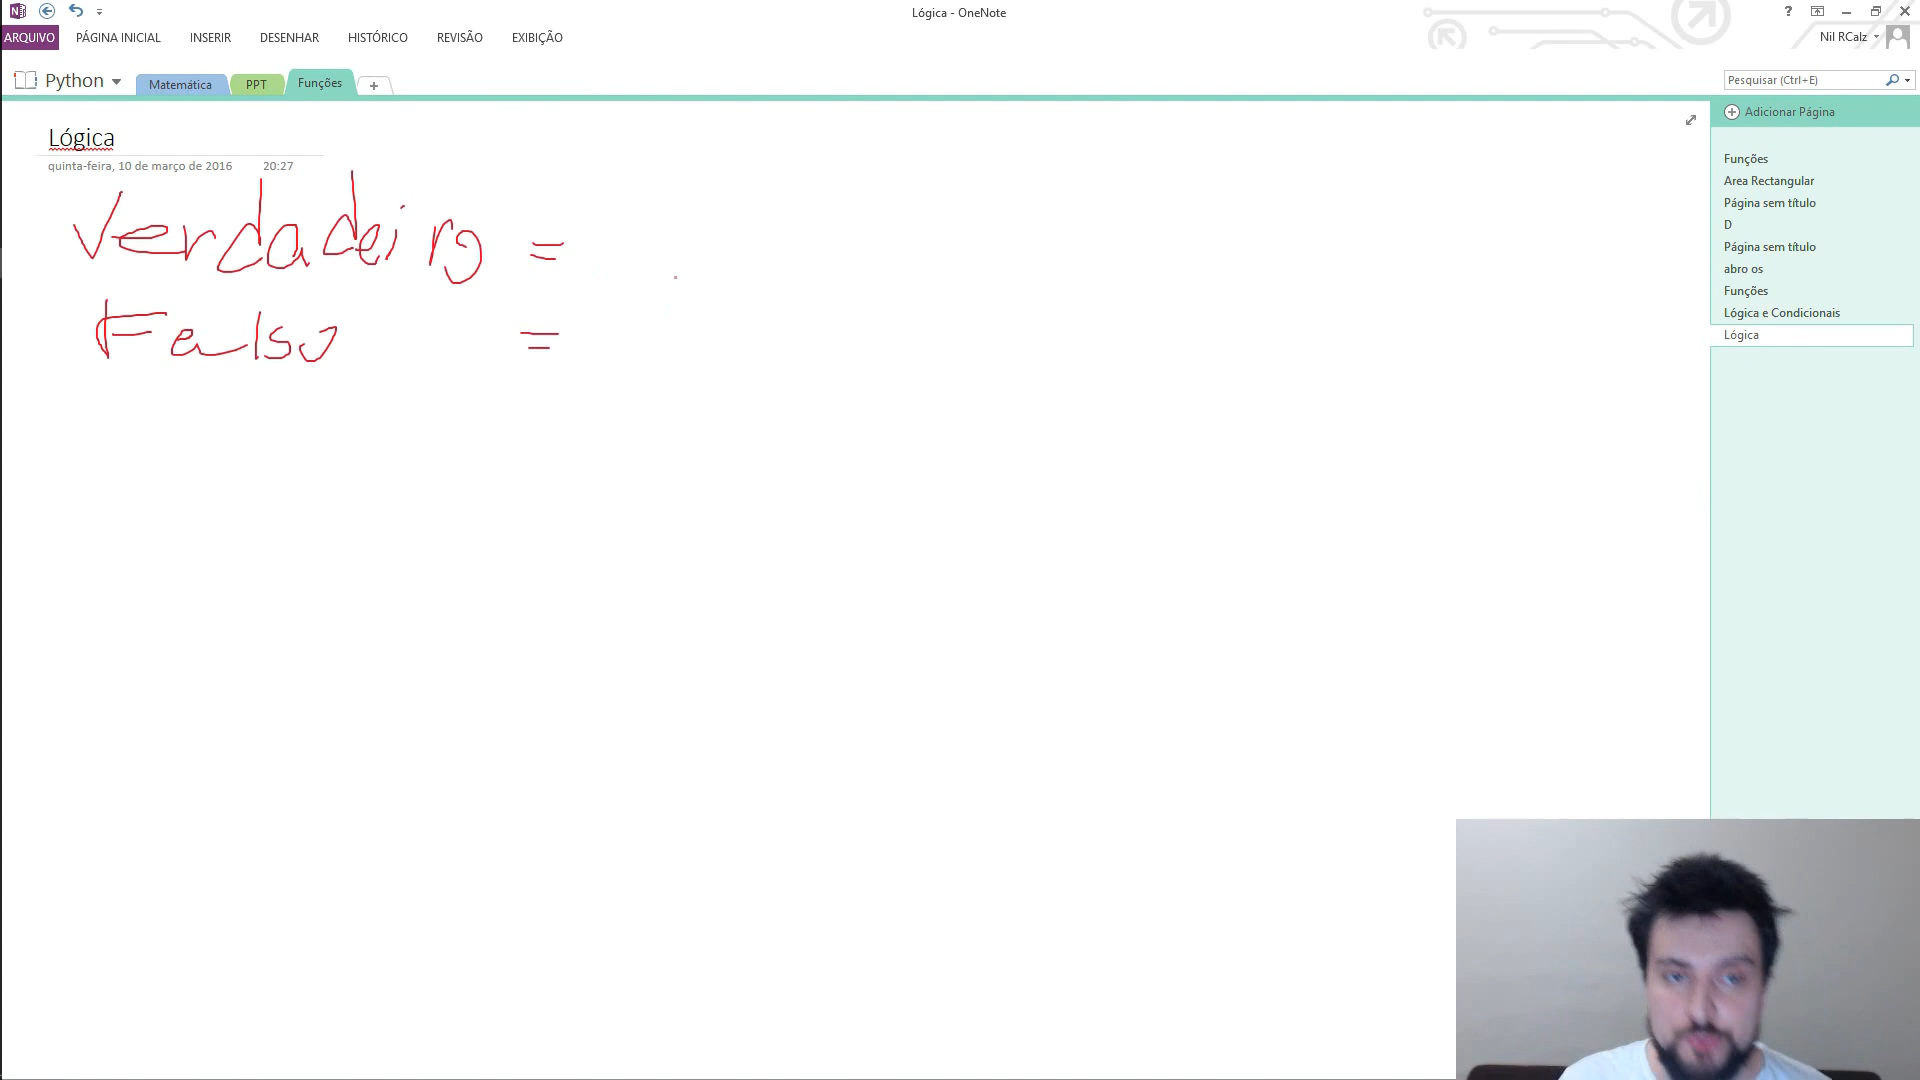 Lógica - OneNote
?
ARQUIVO PÁGINA INICIAL INSERIR DESENHAR HISTÓRICO REVISÃO EXIBIÇÃO
Nil RCalz
Python Matemática PPT Funções +
Pesquisar (Ctrl+E)
Adicionar Página
Lógica
quinta-feira, 10 de março de 2016 20:27
Verdadeiro =
Falso =
Funções
Area Rectangular
Página sem título
D
Página sem título
abro os
Funções
Lógica e Condicionais
Lógica